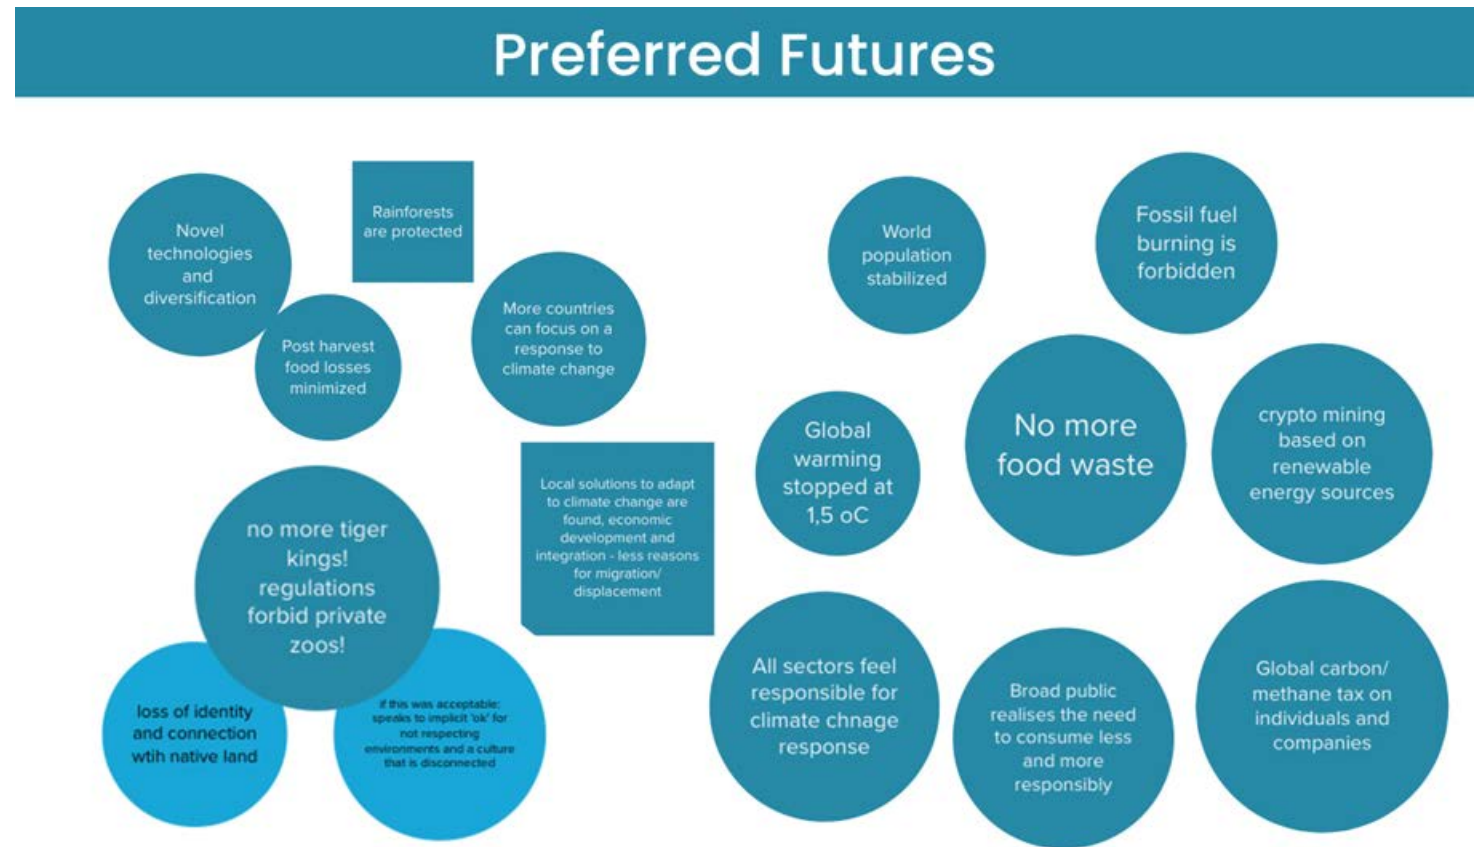 Preferred Futures
Novel
technologies
and
diversification
Rainforests
are protected
Post harvest
food losses
minimized
More countries
can focus on a
response to
climate change
World
population
stabilized
Fossil fuel
burning is
forbidden
Global
warming
stopped at
1,5 oC
No more
food waste
crypto mining
based on
renewable
energy sources
no more tiger
kings!
regulations
forbid private
zoos!
Local solutions to adapt
to climate change are
found, economic
development and
integration - less reasons
for migration/
displacement
loss of identity
and connection
wtih native land
if this was acceptable:
speaks to implicit 'ok' for
not respecting
environments and a culture
that is disconnected
All sectors feel
responsible for
climate chnage
response
Broad public
realises the need
to consume less
and more
responsibly
Global carbon/
methane tax on
individuals and
companies